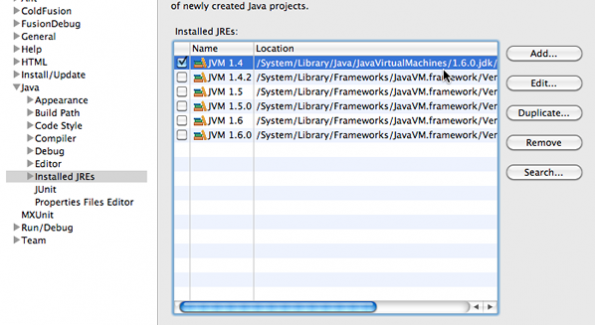 of newly created Java projects.
ColdFusion
FusionDebug
General
Help
HTML
Install/Update
Java
Appearance
Build Path
Code Style
Compiler
Debug
Editor
Installed JREs
JUnit
Properties Files Editor
MXUnit
Run/Debug
Team
Installed JREs:
Name Location
JVM 1.4 /System/Library/Java/JavaVirtualMachines/1.6.0.jdk/
JVM 1.4.2 /System/Library/Frameworks/JavaVM.framework/Ver
JVM 1.5 /System/Library/Frameworks/JavaVM.framework/Ver
JVM 1.5.0 /System/Library/Frameworks/JavaVM.framework/Ver
JVM 1.6 /System/Library/Frameworks/JavaVM.framework/Ver
JVM 1.6.0 /System/Library/Frameworks/JavaVM.framework/Ver
Add...
Edit...
Duplicate...
Remove
Search...